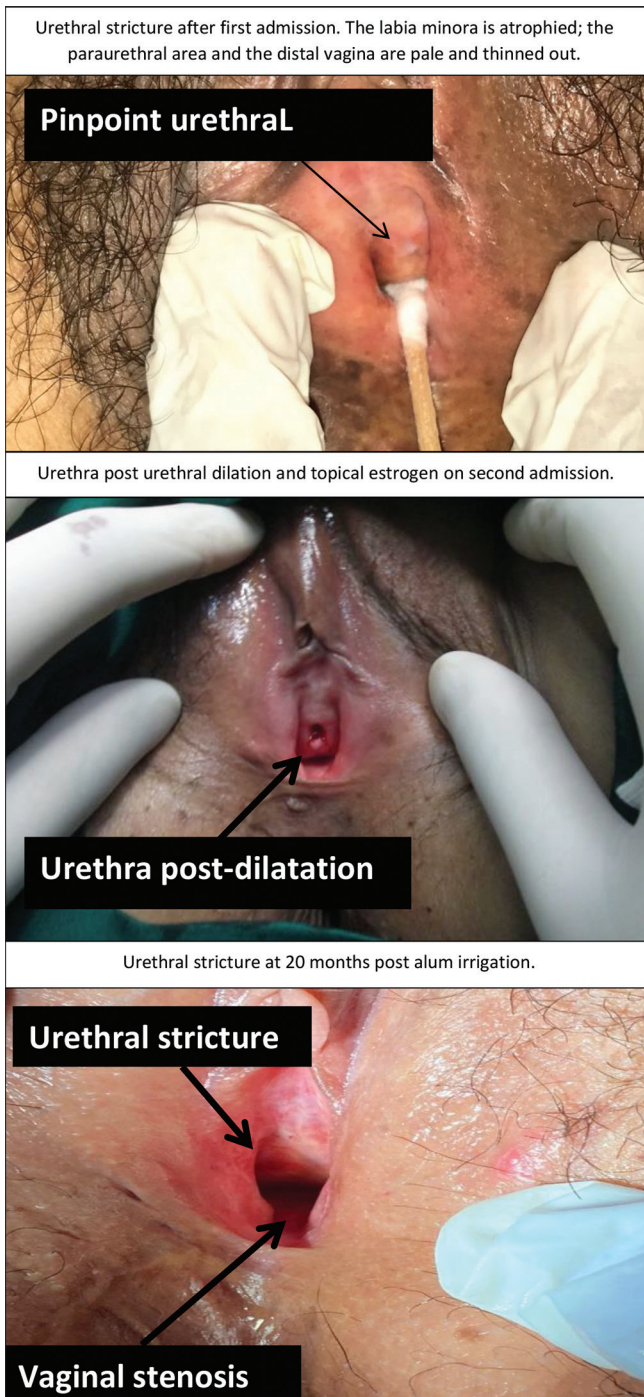 Urethral stricture after first admission. The labia minora is atrophied; the
paraurethral area and the distal vagina are pale and thinned out.
Pinpoint urethraL
Urethra post urethral dilation and topical estrogen on second admission.
Urethra post-dilatation
Urethral stricture at 20 months post alum irrigation.
Urethral stricture
Vaginal stenosis